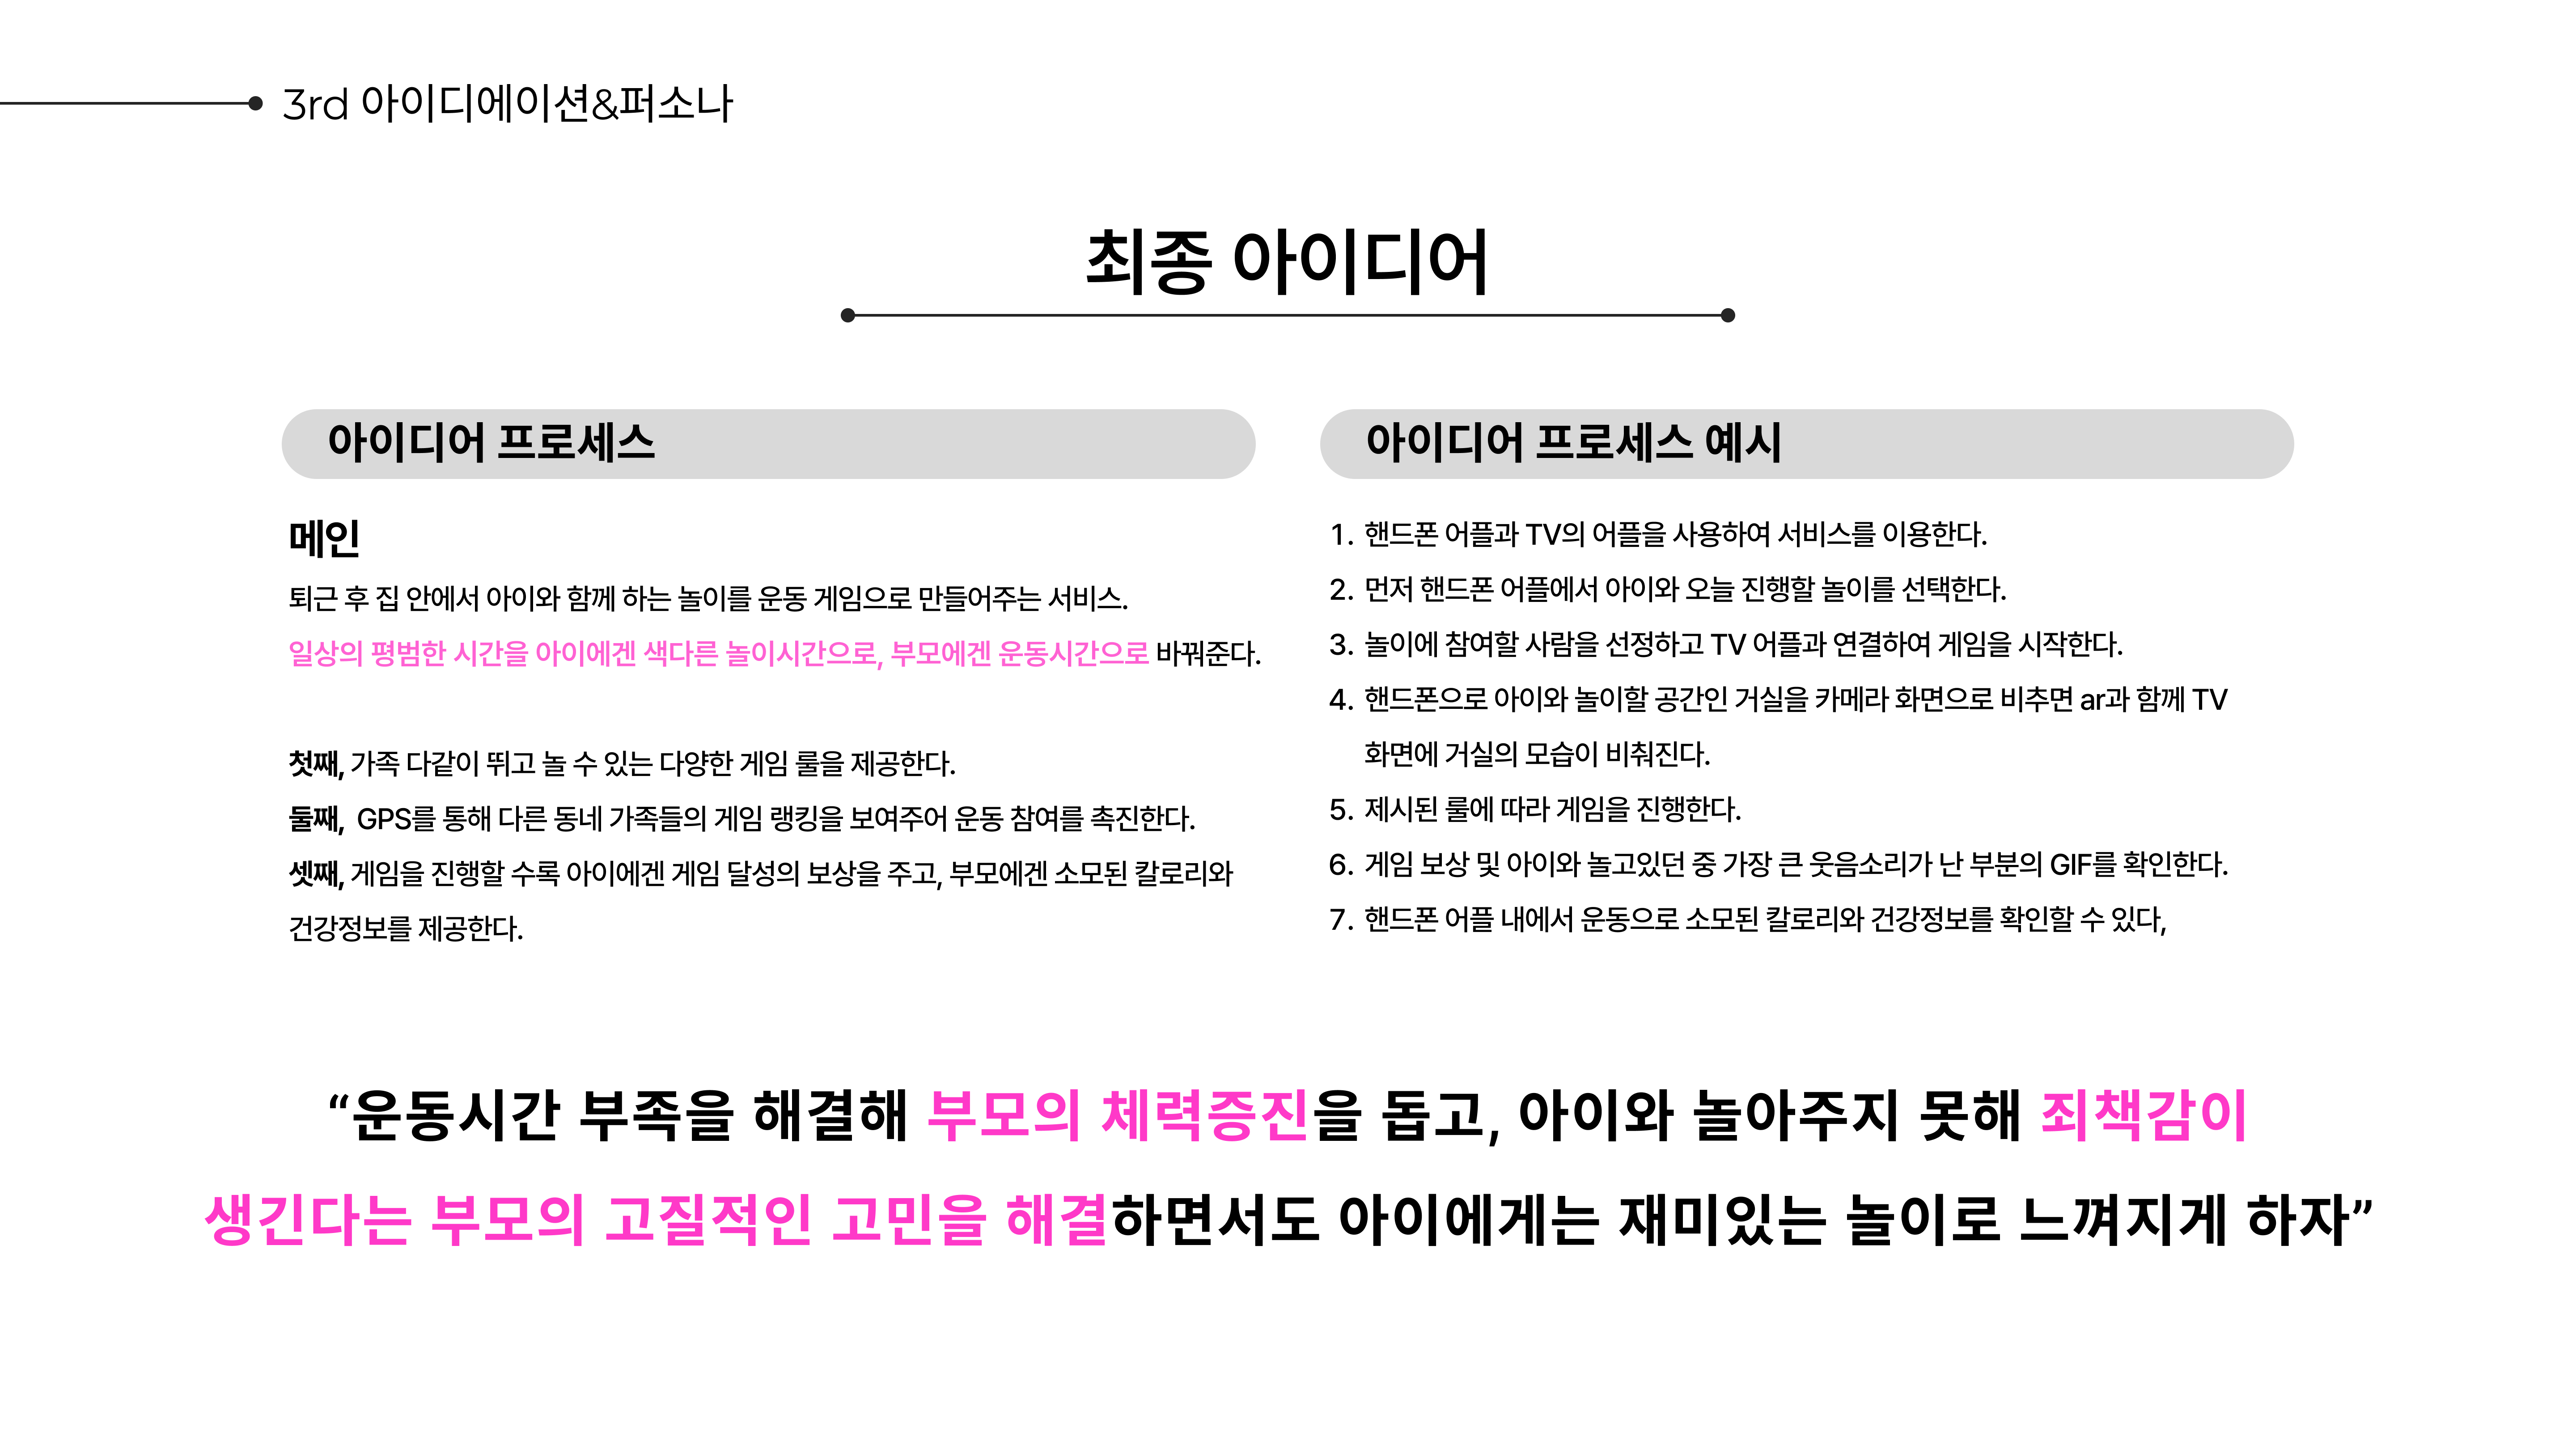 3rd 아이디에이션&퍼소나
최종 아이디어
아이디어 프로세스
메인
퇴근 후 집 안에서 아이와 함께 하는 놀이를 운동 게임으로 만들어주는 서비스.
일상의 평범한 시간을 아이에겐 색다른 놀이시간으로, 부모에겐 운동시간으로 바꿔준다.
첫째, 가족 다같이 뛰고 놀 수 있는 다양한 게임 룰을 제공한다.
둘째, GPS를 통해 다른 동네 가족들의 게임 랭킹을 보여주어 운동 참여를 촉진한다.
셋째, 게임을 진행할 수록 아이에겐 게임 달성의 보상을 주고, 부모에겐 소모된 칼로리와
건강정보를 제공한다.
아이디어 프로세스 예시
1. 핸드폰 어플과 TV의 어플을 사용하여 서비스를 이용한다.
2. 먼저 핸드폰 어플에서 아이와 오늘 진행할 놀이를 선택한다.
3. 놀이에 참여할 사람을 선정하고 TV 어플과 연결하여 게임을 시작한다.
4. 핸드폰으로 아이와 놀이할 공간인 거실을 카메라 화면으로 비추면 ar과 함께 TV
화면에 거실의 모습이 비춰진다.
5. 제시된 룰에 따라 게임을 진행한다.
6. 게임 보상 및 아이와 놀고있던 중 가장 큰 웃음소리가 난 부분의 GIF를 확인한다.
7. 핸드폰 어플 내에서 운동으로 소모된 칼로리와 건강정보를 확인할 수 있다,
“운동시간 부족을 해결해 부모의 체력증진을 돕고, 아이와 놀아주지 못해 죄책감이
생긴다는 부모의 고질적인 고민을 해결하면서도 아이에게는 재미있는 놀이로 느껴지게 하자”